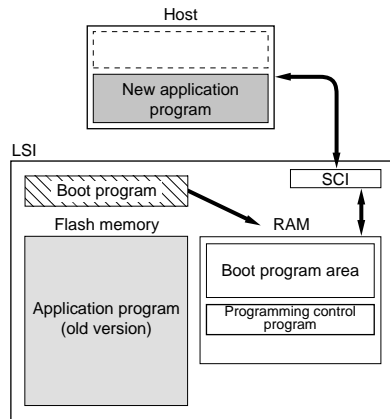 Host
New application
program
LSI
SCI
Boot program
Flash memory
RAM
Boot program area
Application program
(old version)
Programming control
program